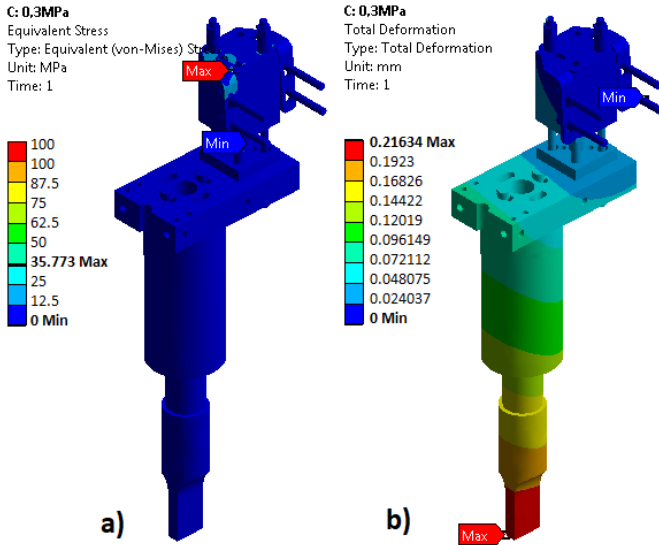 C: 0,3MPa
Equivalent Stress
Type: Equivalent (von-Mises) Stre
Unit: MPa
Time: 1
Max
Min
100
100
87.5
75
62.5
50
35.773 Max
25
12.5
0 Min
a)
C: 0,3MPa
Total Deformation
Type: Total Deformation
Unit: mm
Time: 1
Min
0.21634 Max
0.1923
0.16826
0.14422
0.12019
0.096149
0.072112
0.048075
0.024037
0 Min
b)
Max